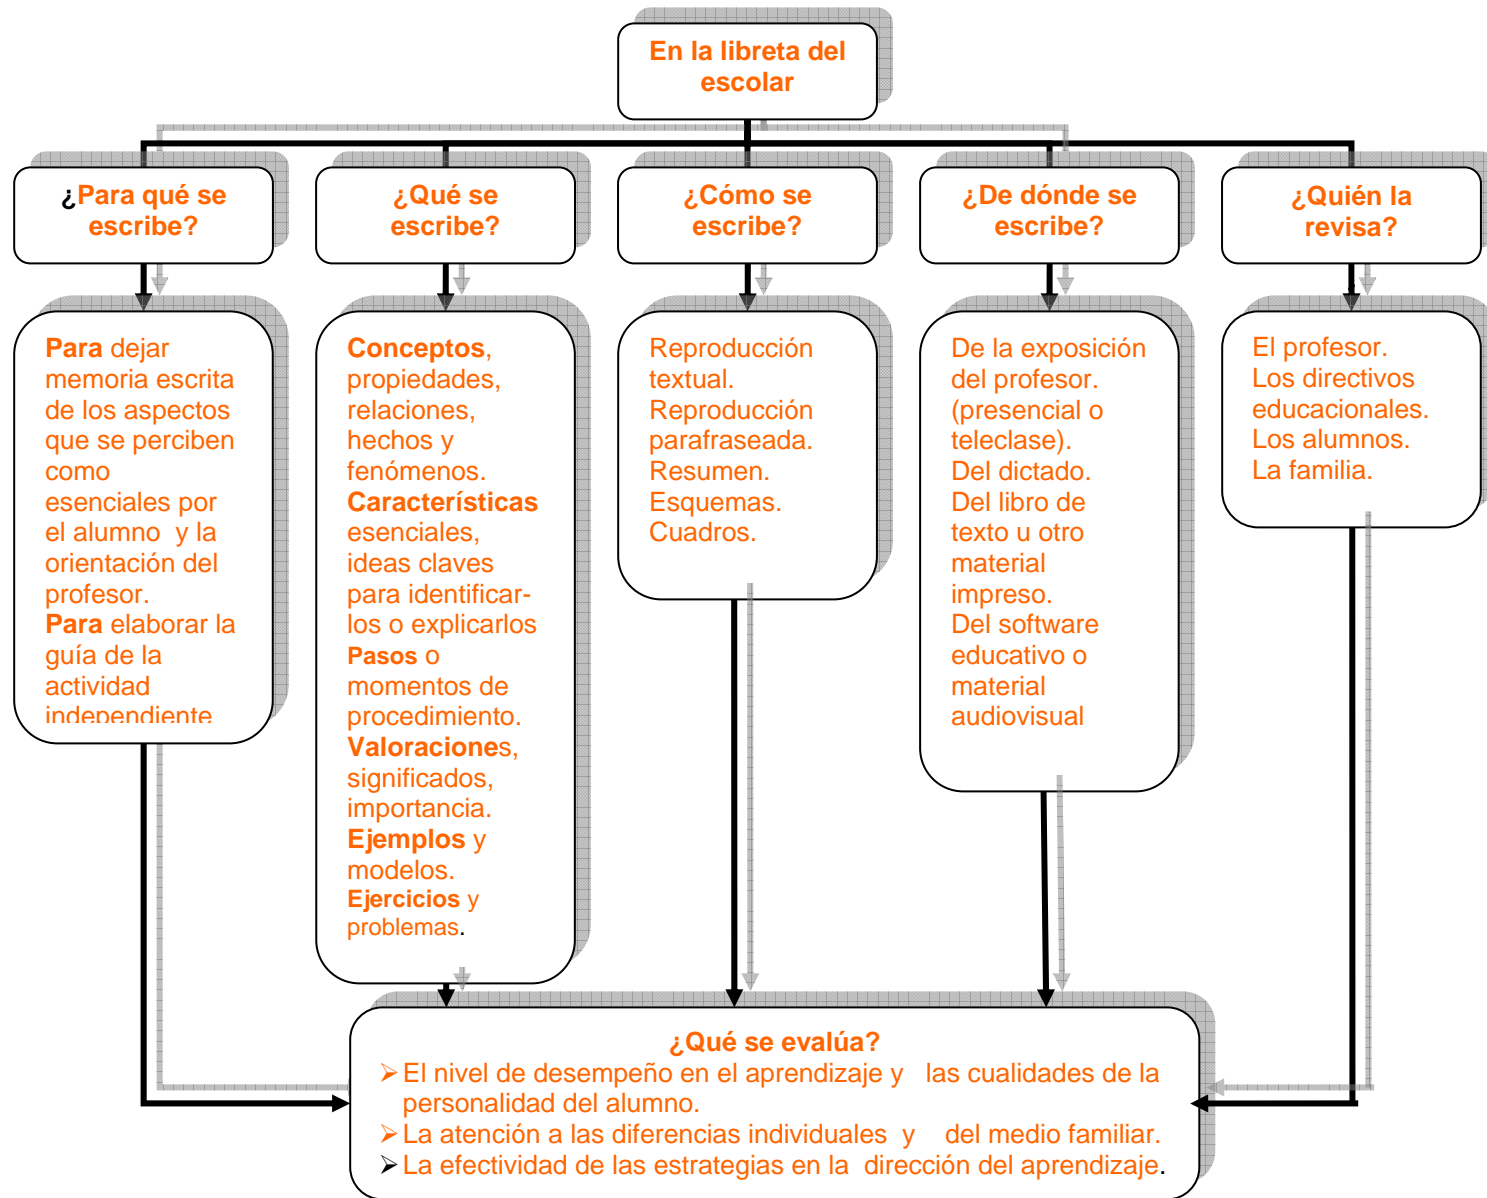 En la libreta del
escolar
¿Para qué se
escribe?
¿Qué se
escribe?
¿Cómo se
escribe?
¿De dónde se
escribe?
¿Quién la
revisa?
Para dejar
memoria escrita
de los aspectos
que se perciben
como
esenciales por
el alumno y la
orientación del
profesor.
Para elaborar la
guía de la
actividad
independiente
Conceptos,
propiedades,
relaciones,
hechos y
fenómenos.
Características
esenciales,
ideas claves
para identificar-
los o explicarlos
Pasos o
momentos de
procedimiento.
Valoraciones,
significados,
importancia.
Ejemplos y
modelos.
Ejercicios y
problemas.
Reproducción
textual.
Reproducción
parafraseada.
Resumen.
Esquemas.
Cuadros.
De la exposición
del profesor.
(presencial o
teleclase).
Del dictado.
Del libro de
texto u otro
material
impreso.
Del software
educativo o
material
audiovisual
El profesor.
Los directivos
educacionales.
Los alumnos.
La familia.
¿Qué se evalúa?
➢El nivel de desempeño en el aprendizaje y las cualidades de la
personalidad del alumno.
➢La atención a las diferencias individuales y del medio familiar.
➢La efectividad de las estrategias en la dirección del aprendizaje.